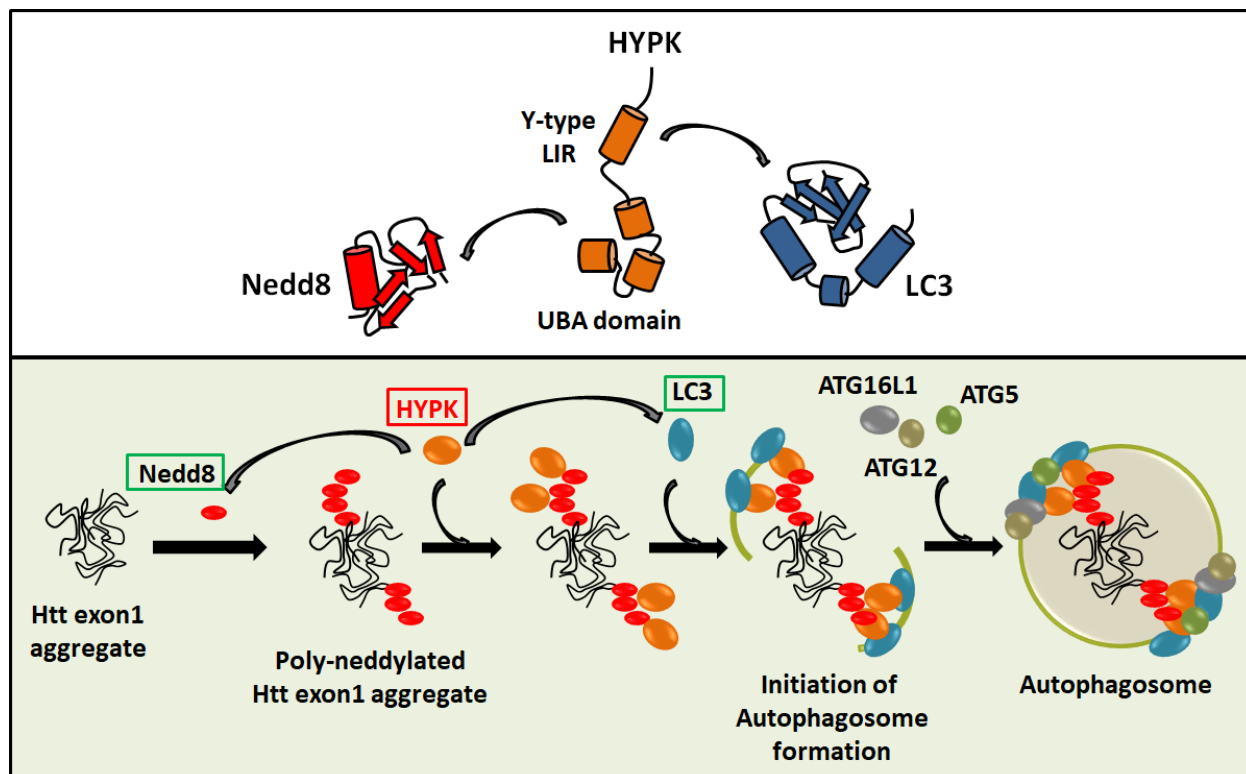 HYPK
Y-type
LIR
Nedd8
LC3
UBA domain
ATG16L1
ATG5
LC3
HYPK
ATG12
Nedd8
Htt exon1
aggregate
Poly-neddylated
Htt exon1 aggregate
Initiation of
Autophagosome
formation
Autophagosome